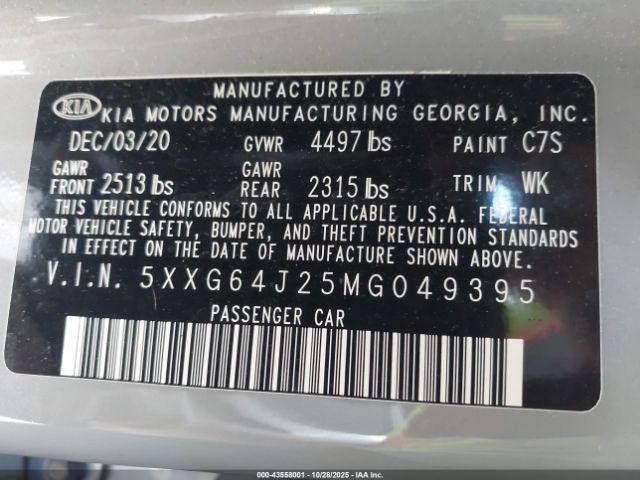 MANUFACTURED BY
KIA KIA MOTORS MANUFACTURING GEORGIA, INC.
DEC/03/20 GVWR 4497 lbs PAINT C7S
GAWR FRONT 2513 lbs GAWR REAR 2315 lbs TRIM WK
THIS VEHICLE CONFORMS TO ALL APPLICABLE U.S.A. FEDERAL
MOTOR VEHICLE SAFETY, BUMPER, AND THEFT PREVENTION STANDARDS
IN EFFECT ON THE DATE OF MANUFACTURE SHOWN ABOVE.
V.I.N. 5XXG64J25MG049395
PASSENGER CAR
000-43558001 - 10/28/2025 - IAA, Inc.